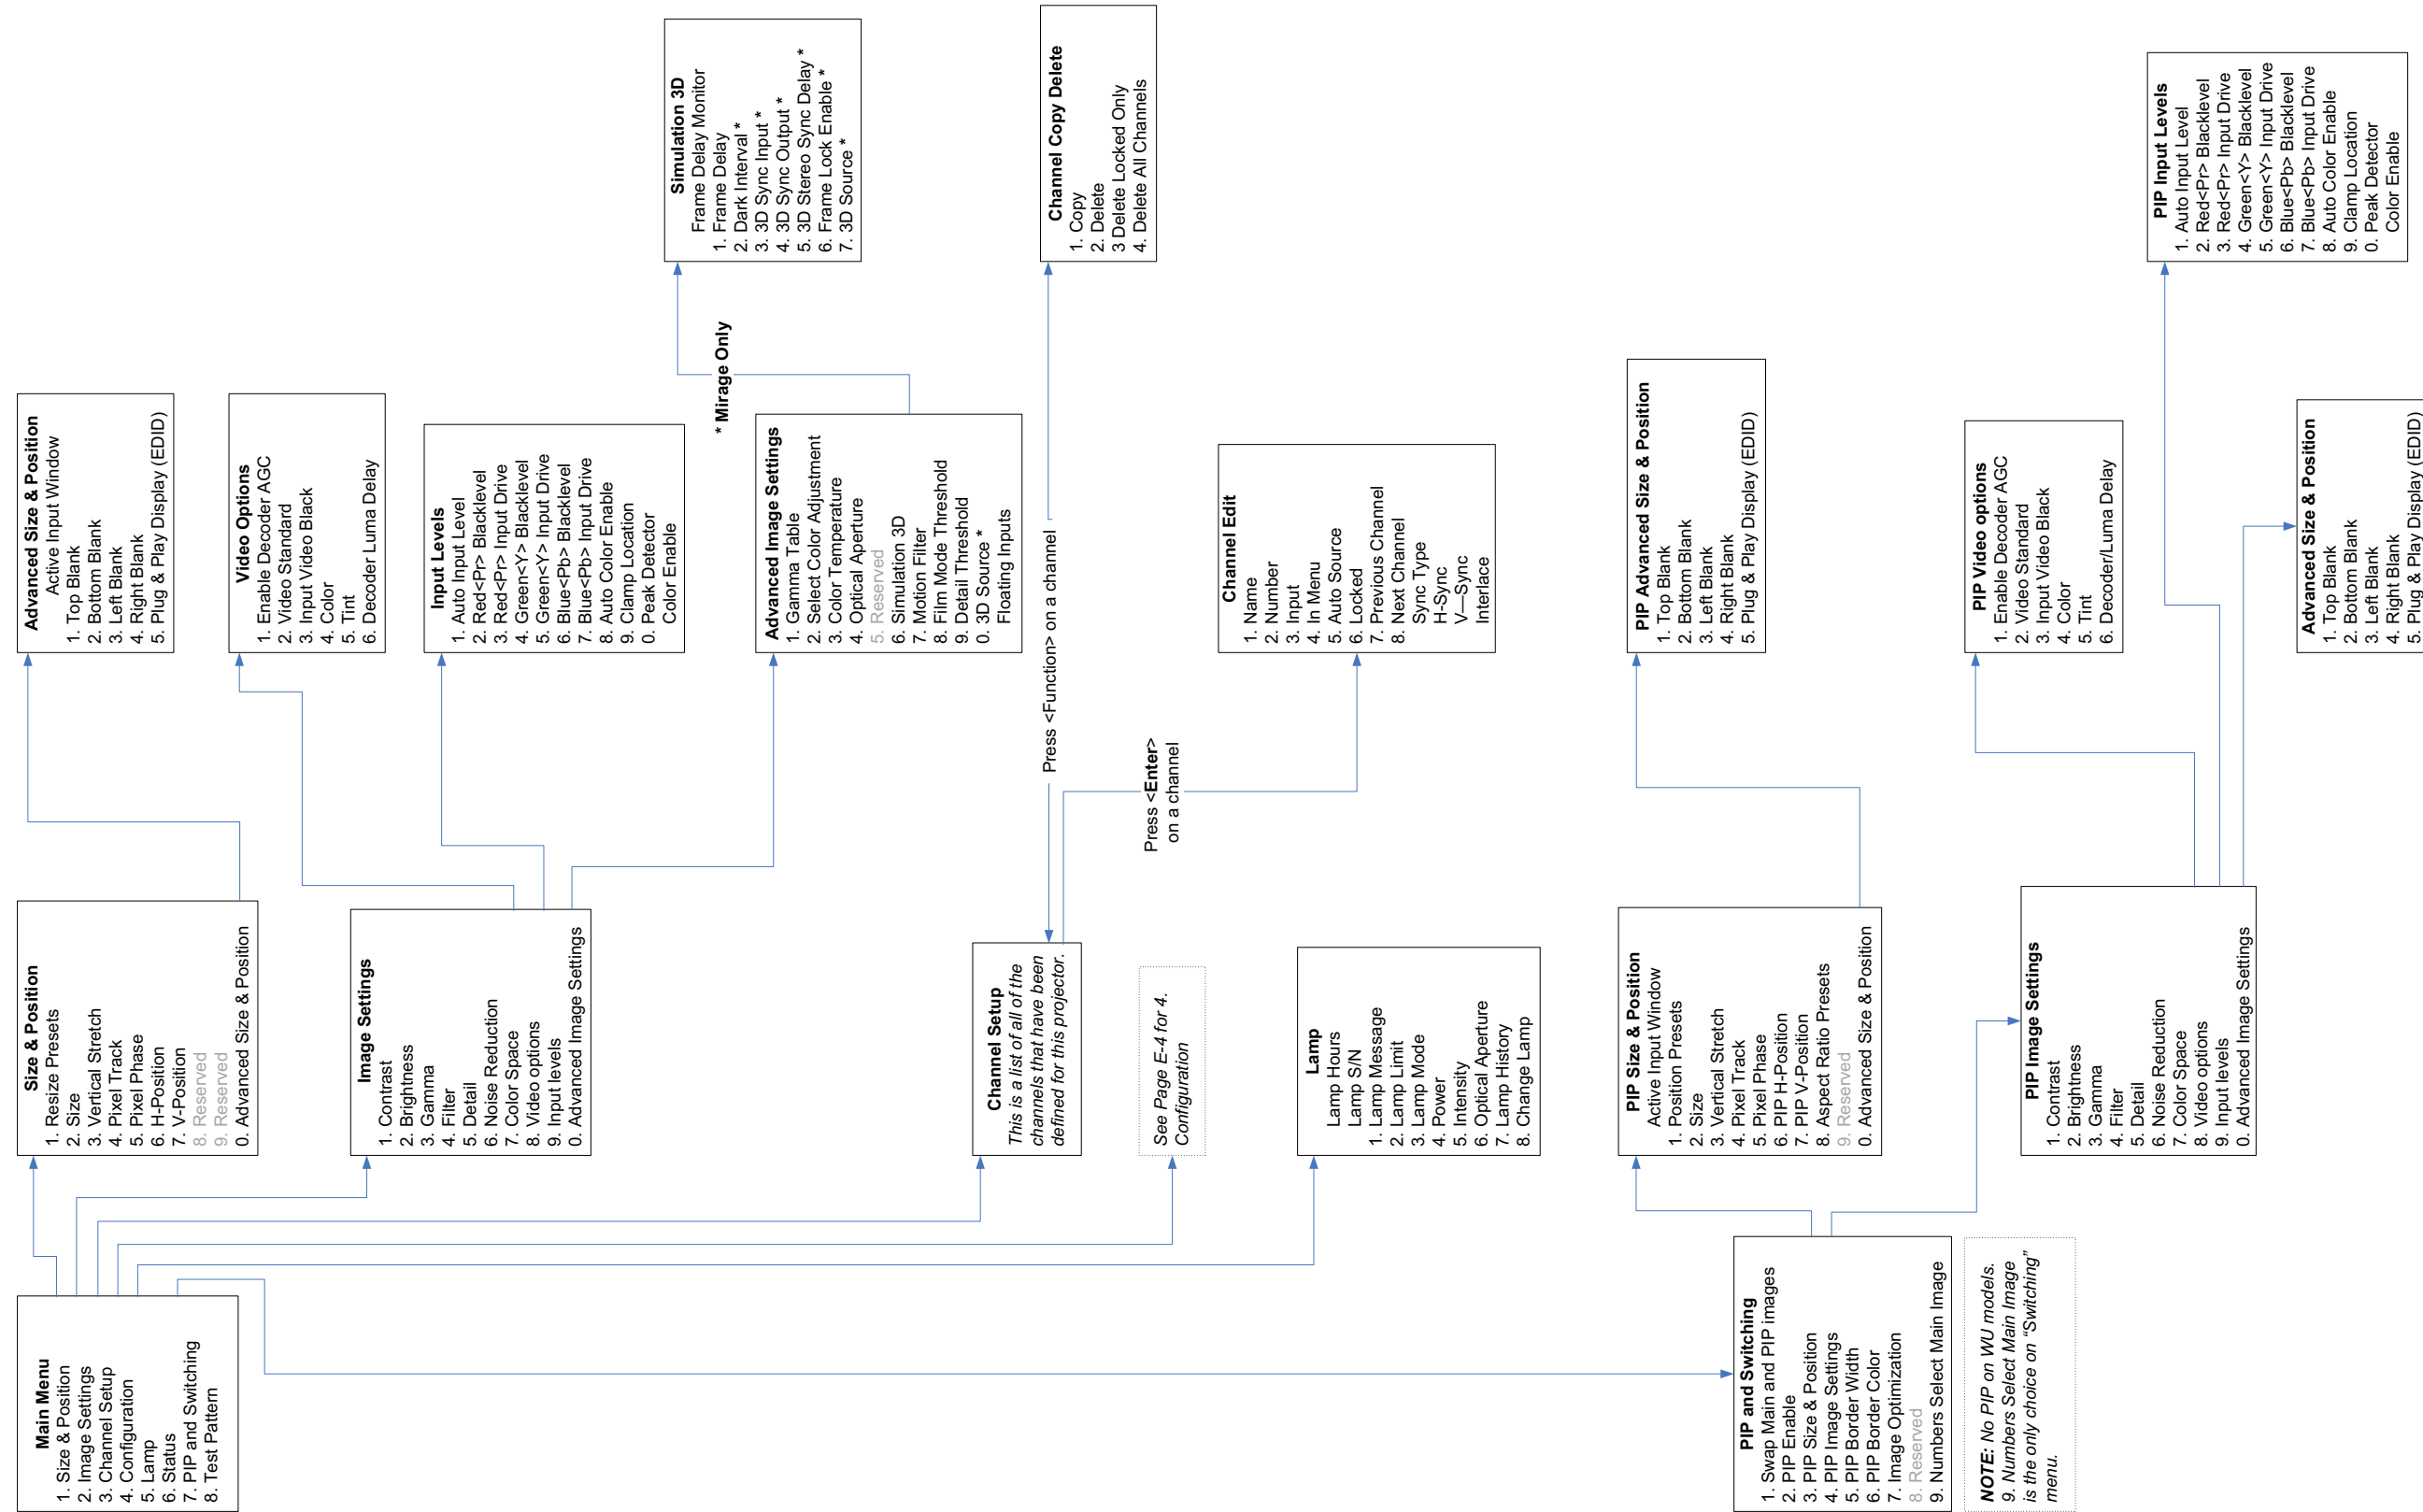 Main Menu
1. Size & Position
2. Image Settings
3. Channel Setup
4. Configuration
5. Lamp
6. Status
7. PIP and Switching
8. Test Pattern
Size & Position
1. Resize Presets
2. Size
3. Vertical Stretch
4. Pixel Track
5. Pixel Phase
6. H-Position
7. V-Position
8. Reserved
9. Reserved
0. Advanced Size & Position
Advanced Size & Position
Active Input Window
1. Top Blank
2. Bottom Blank
3. Left Blank
4. Right Blank
5. Plug & Play Display (EDID)
Image Settings
1. Contrast
2. Brightness
3. Gamma
4. Filter
5. Detail
6. Noise Reduction
7. Color Space
8. Video options
9. Input levels
0. Advanced Image Settings
Video Options
1. Enable Decoder AGC
2. Video Standard
3. Input Video Black
4. Color
5. Tint
6. Decoder Luma Delay
Input Levels
1. Auto Input Level
2. Red<Pr> Blacklevel
3. Red<Pr> Input Drive
4. Green<Y> Blacklevel
5. Green<Y> Input Drive
6. Blue<Pb> Blacklevel
7. Blue<Pb> Input Drive
8. Auto Color Enable
9. Clamp Location
0. Peak Detector
Color Enable
Advanced Image Settings
1. Gamma Table
2. Select Color Adjustment
3. Color Temperature
4. Optical Aperture
5. Reserved
6. Simulation 3D
7. Motion Filter
8. Film Mode Threshold
9. Detail Threshold
0. 3D Source *
Floating Inputs
* Mirage Only
Simulation 3D
Frame Delay Monitor
1. Frame Delay
2. Dark Interval *
3. 3D Sync Input *
4. 3D Sync Output *
5. 3D Stereo Sync Delay *
6. Frame Lock Enable *
7. 3D Source *
Channel Setup
This is a list of all of the
channels that have been
defined for this projector.
Press <Function> on a channel
Channel Copy Delete
1. Copy
2. Delete
3 Delete Locked Only
4. Delete All Channels
Press <Enter>
on a channel
Channel Edit
1. Name
2. Number
3. Input
4. In Menu
5. Auto Source
6. Locked
7. Previous Channel
8. Next Channel
Sync Type
H-Sync
V—Sync
Interlace
See Page E-4 for 4.
Configuration
Lamp
Lamp Hours
Lamp S/N
1. Lamp Message
2. Lamp Limit
3. Lamp Mode
4. Power
5. Intensity
6. Optical Aperture
7. Lamp History
8. Change Lamp
PIP and Switching
1. Swap Main and PIP images
2. PIP Enable
3. PIP Size & Position
4. PIP Image Settings
5. PIP Border Width
6. PIP Border Color
7. Image Optimization
8. Reserved
9. Numbers Select Main Image
NOTE: No PIP on WU models.
9. Numbers Select Main Image
is the only choice on “Switching”
menu.
PIP Size & Position
Active Input Window
1. Position Presets
2. Size
3. Vertical Stretch
4. Pixel Track
5. Pixel Phase
6. PIP H-Position
7. PIP V-Position
8. Aspect Ratio Presets
9. Reserved
0. Advanced Size & Position
PIP Advanced Size & Position
1. Top Blank
2. Bottom Blank
3. Left Blank
4. Right Blank
5. Plug & Play Display (EDID)
PIP Image Settings
1. Contrast
2. Brightness
3. Gamma
4. Filter
5. Detail
6. Noise Reduction
7. Color Space
8. Video options
9. Input levels
0. Advanced Image Settings
PIP Video options
1. Enable Decoder AGC
2. Video Standard
3. Input Video Black
4. Color
5. Tint
6. Decoder/Luma Delay
PIP Input Levels
1. Auto Input Level
2. Red<Pr> Blacklevel
3. Red<Pr> Input Drive
4. Green<Y> Blacklevel
5. Green<Y> Input Drive
6. Blue<Pb> Blacklevel
7. Blue<Pb> Input Drive
8. Auto Color Enable
9. Clamp Location
0. Peak Detector
Color Enable
Advanced Size & Position
1. Top Blank
2. Bottom Blank
3. Left Blank
4. Right Blank
5. Plug & Play Display (EDID)